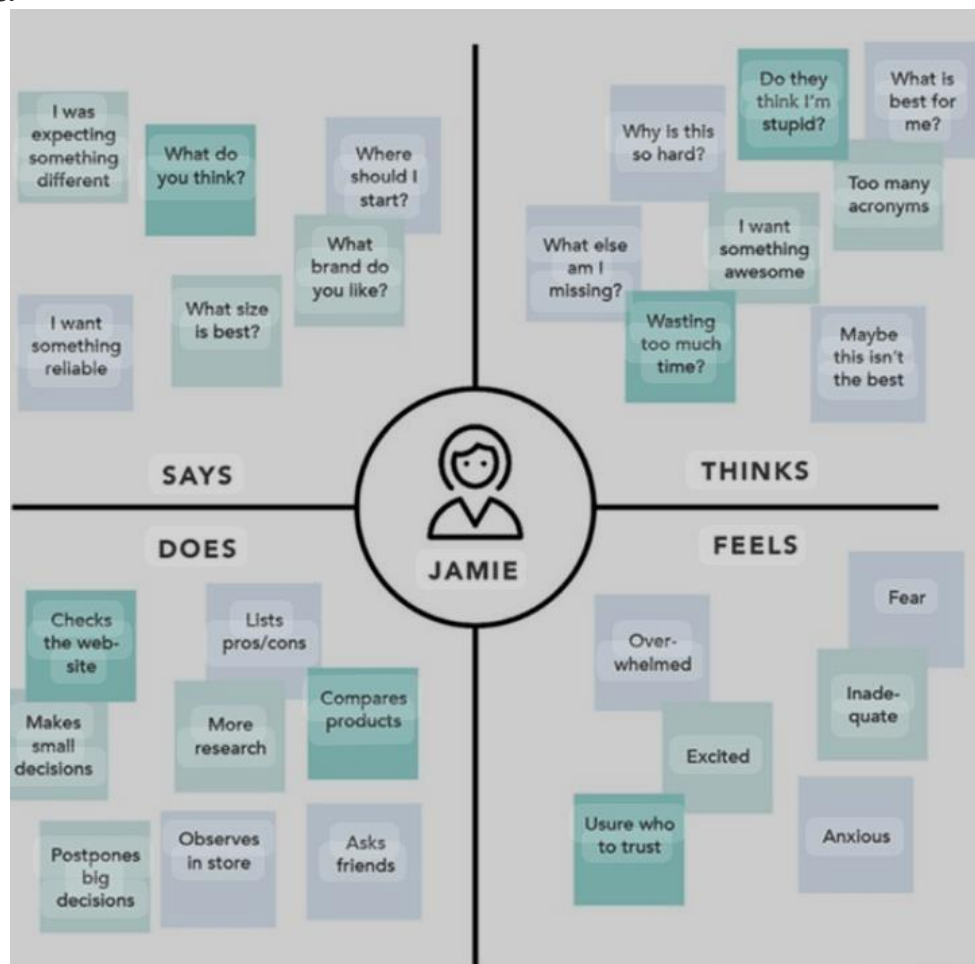 I was
expecting
something
different
What do
you think?
Where
should I
start?
What
brand do
you like?
What size
is best?
I want
something
reliable
SAYS
Do they
think I'm
stupid?
What is
best for
me?
Why is this
so hard?
Too many
acronyms
I want
something
awesome
What else
am I
missing?
Wasting
too much
time?
Maybe
this isn't
the best
THINKS
JAMIE
DOES
Checks
the web-
site
Lists
pros/cons
Makes
small
decisions
More
research
Compares
products
Postpones
big
decisions
Observes
in store
Asks
friends
FEELS
Fear
Over-
whelmed
Inade-
quate
Excited
Usure who
to trust
Anxious